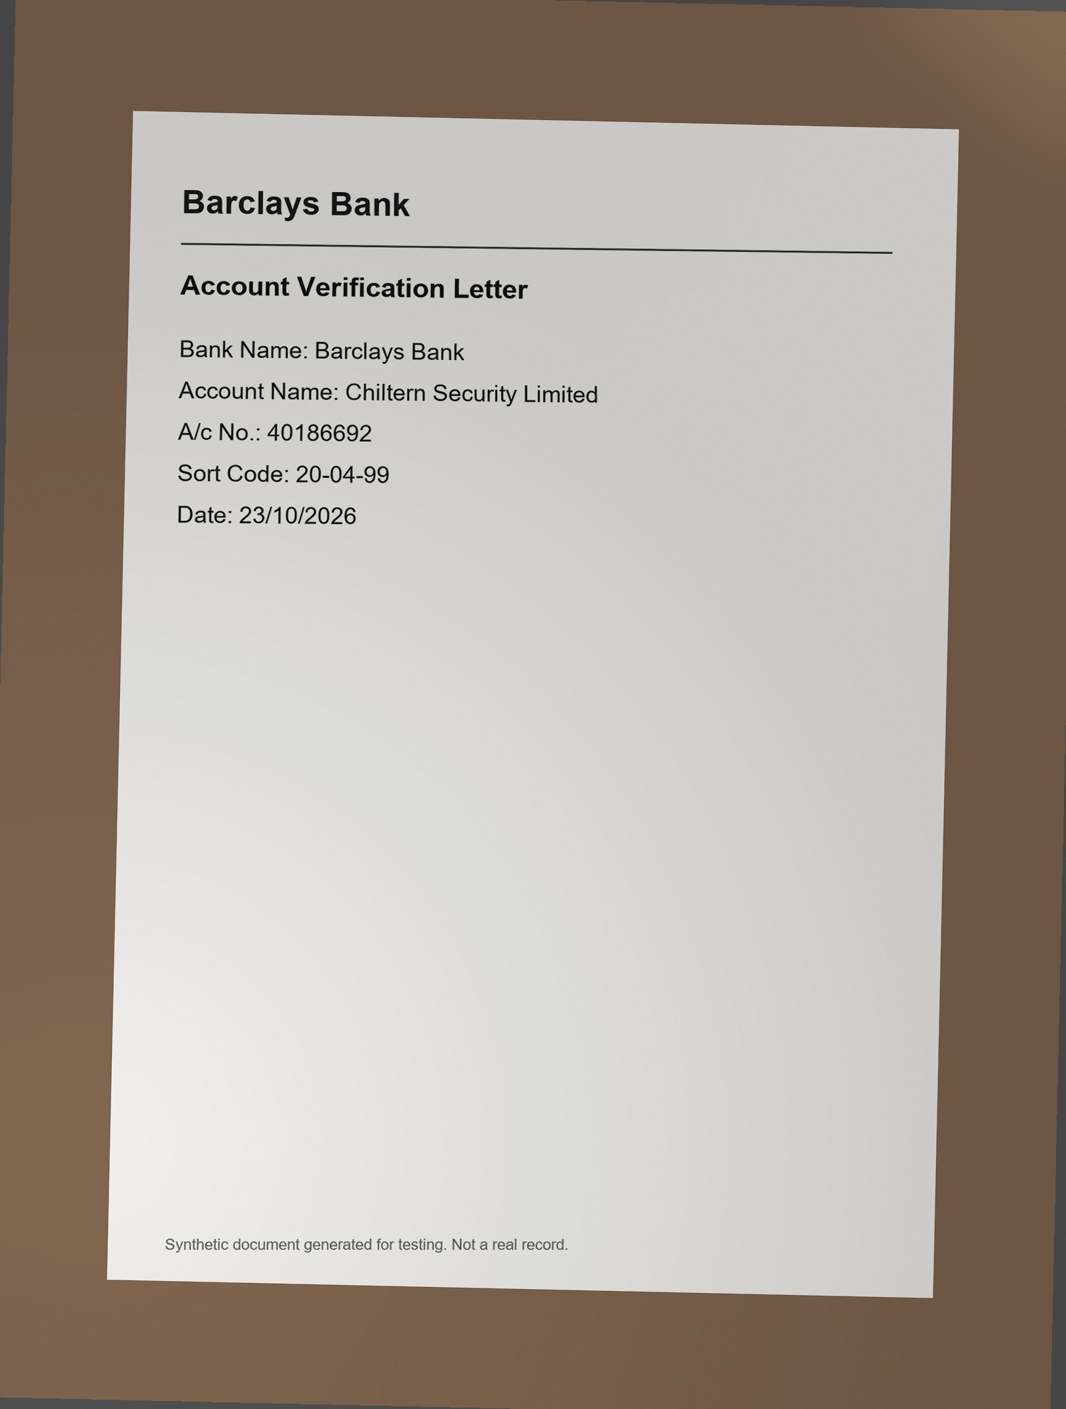 Barclays Bank
Account Verification Letter
Bank Name: Barclays Bank
Account Name: Chiltern Security Limited
A/c No.: 40186692
Sort Code: 20-04-99
Date: 23/10/2026
Synthetic document generated for testing. Not a real record.